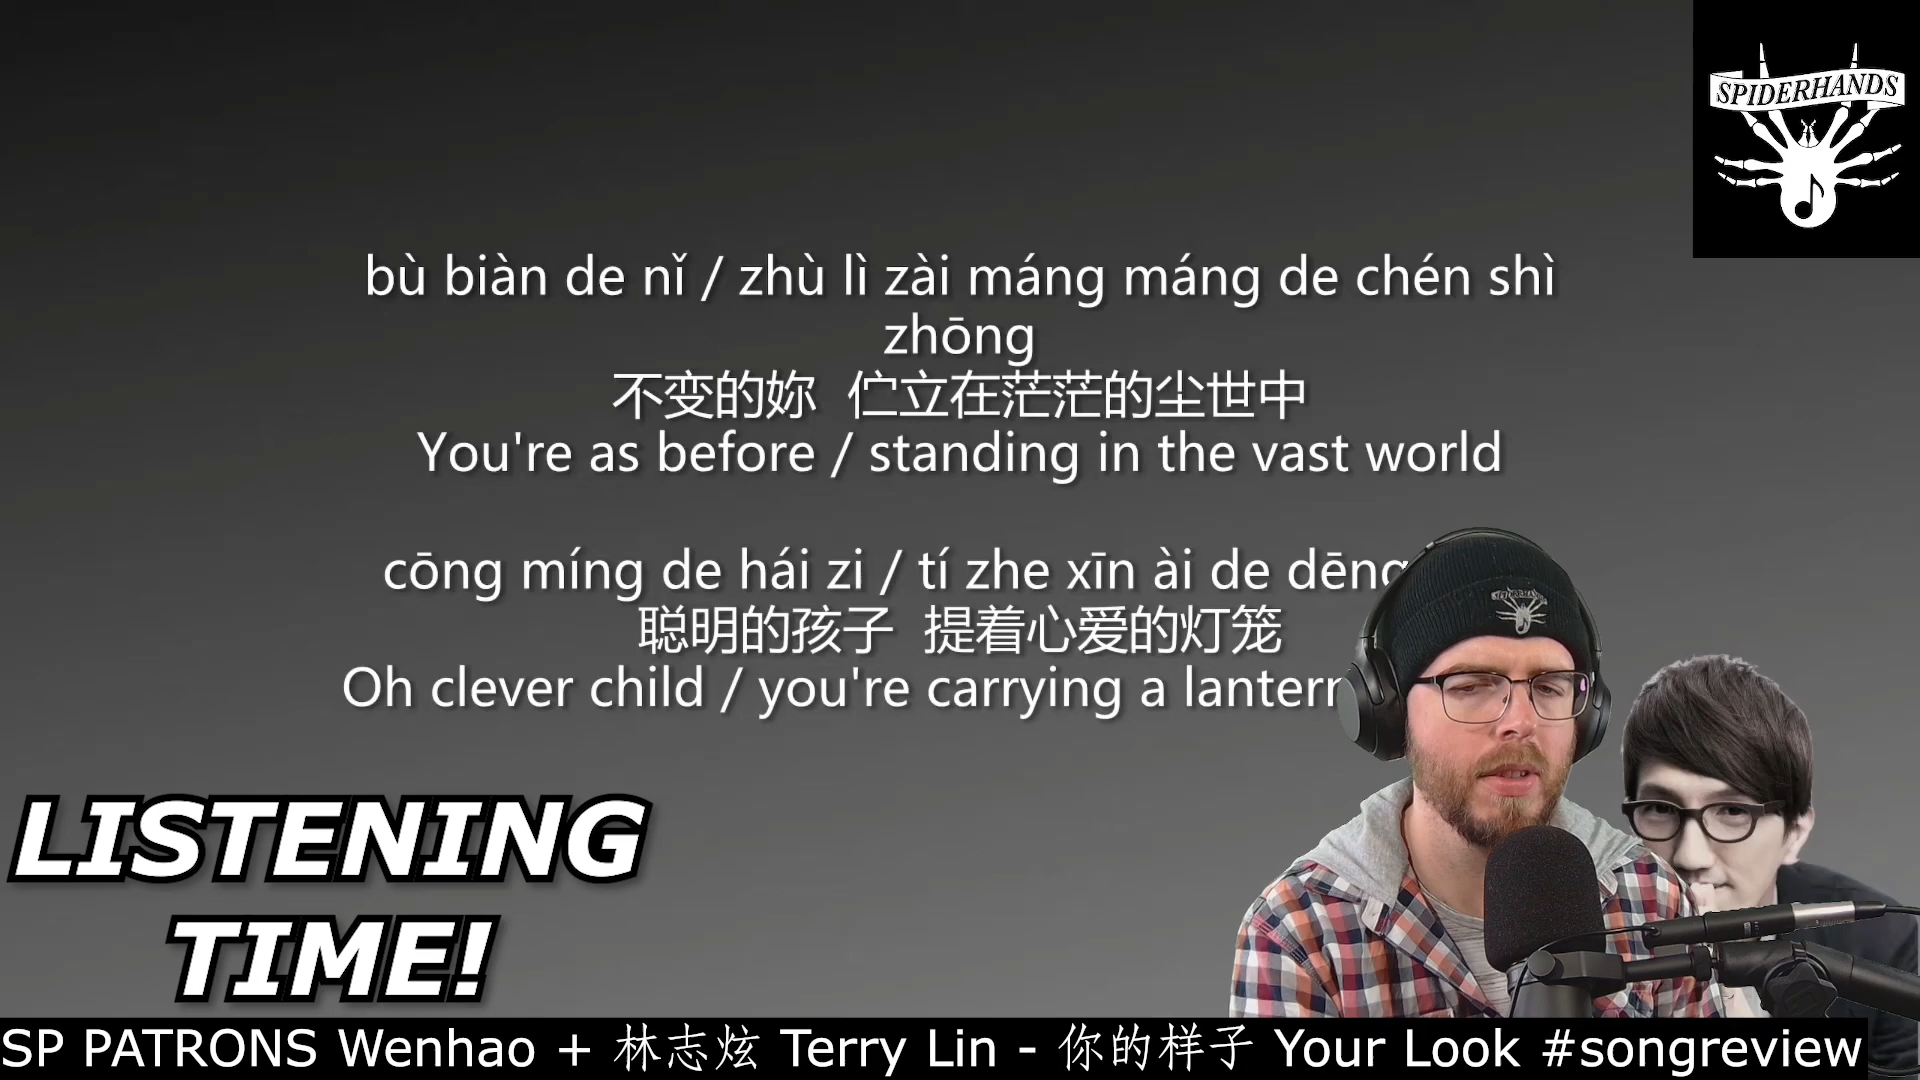 SPIDERHANDS
bù biàn de nǐ / zhù lì zài máng máng de chén shì
zhōng
不变的妳 伫立在茫茫的尘世中
You're as before / standing in the vast world
cōng míng de hái zi / tí zhe xīn ài de dēng
聪明的孩子 提着心爱的灯笼
Oh clever child / you're carrying a lantern
LISTENING
TIME!
SP PATRONS Wenhao + 林志炫 Terry Lin - 你的样子 Your Look #songreview